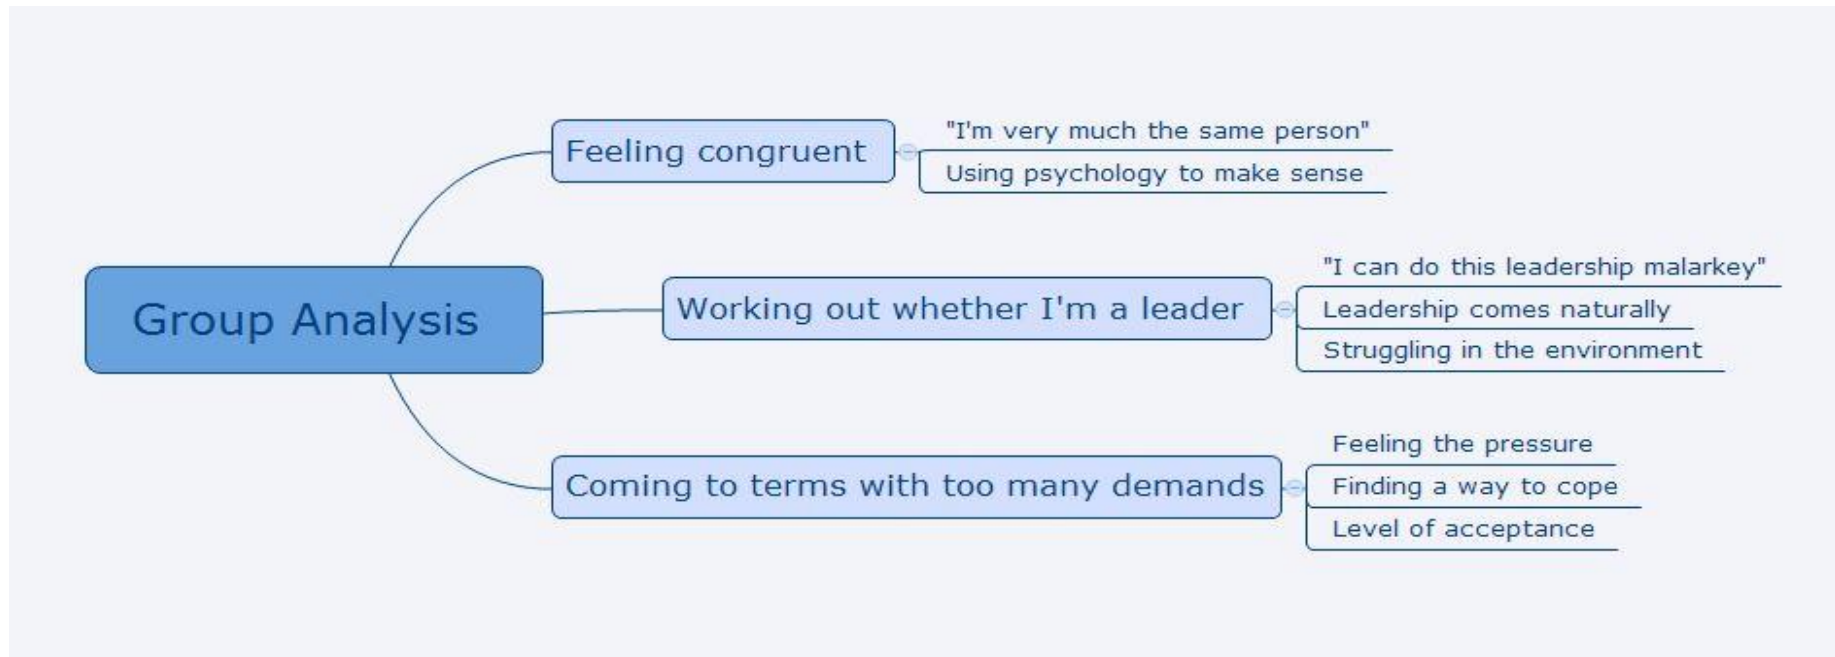 Group Analysis
Feeling congruent
"I'm very much the same person"
Using psychology to make sense
Working out whether I'm a leader
"I can do this leadership malarkey"
Leadership comes naturally
Struggling in the environment
Coming to terms with too many demands
Feeling the pressure
Finding a way to cope
Level of acceptance